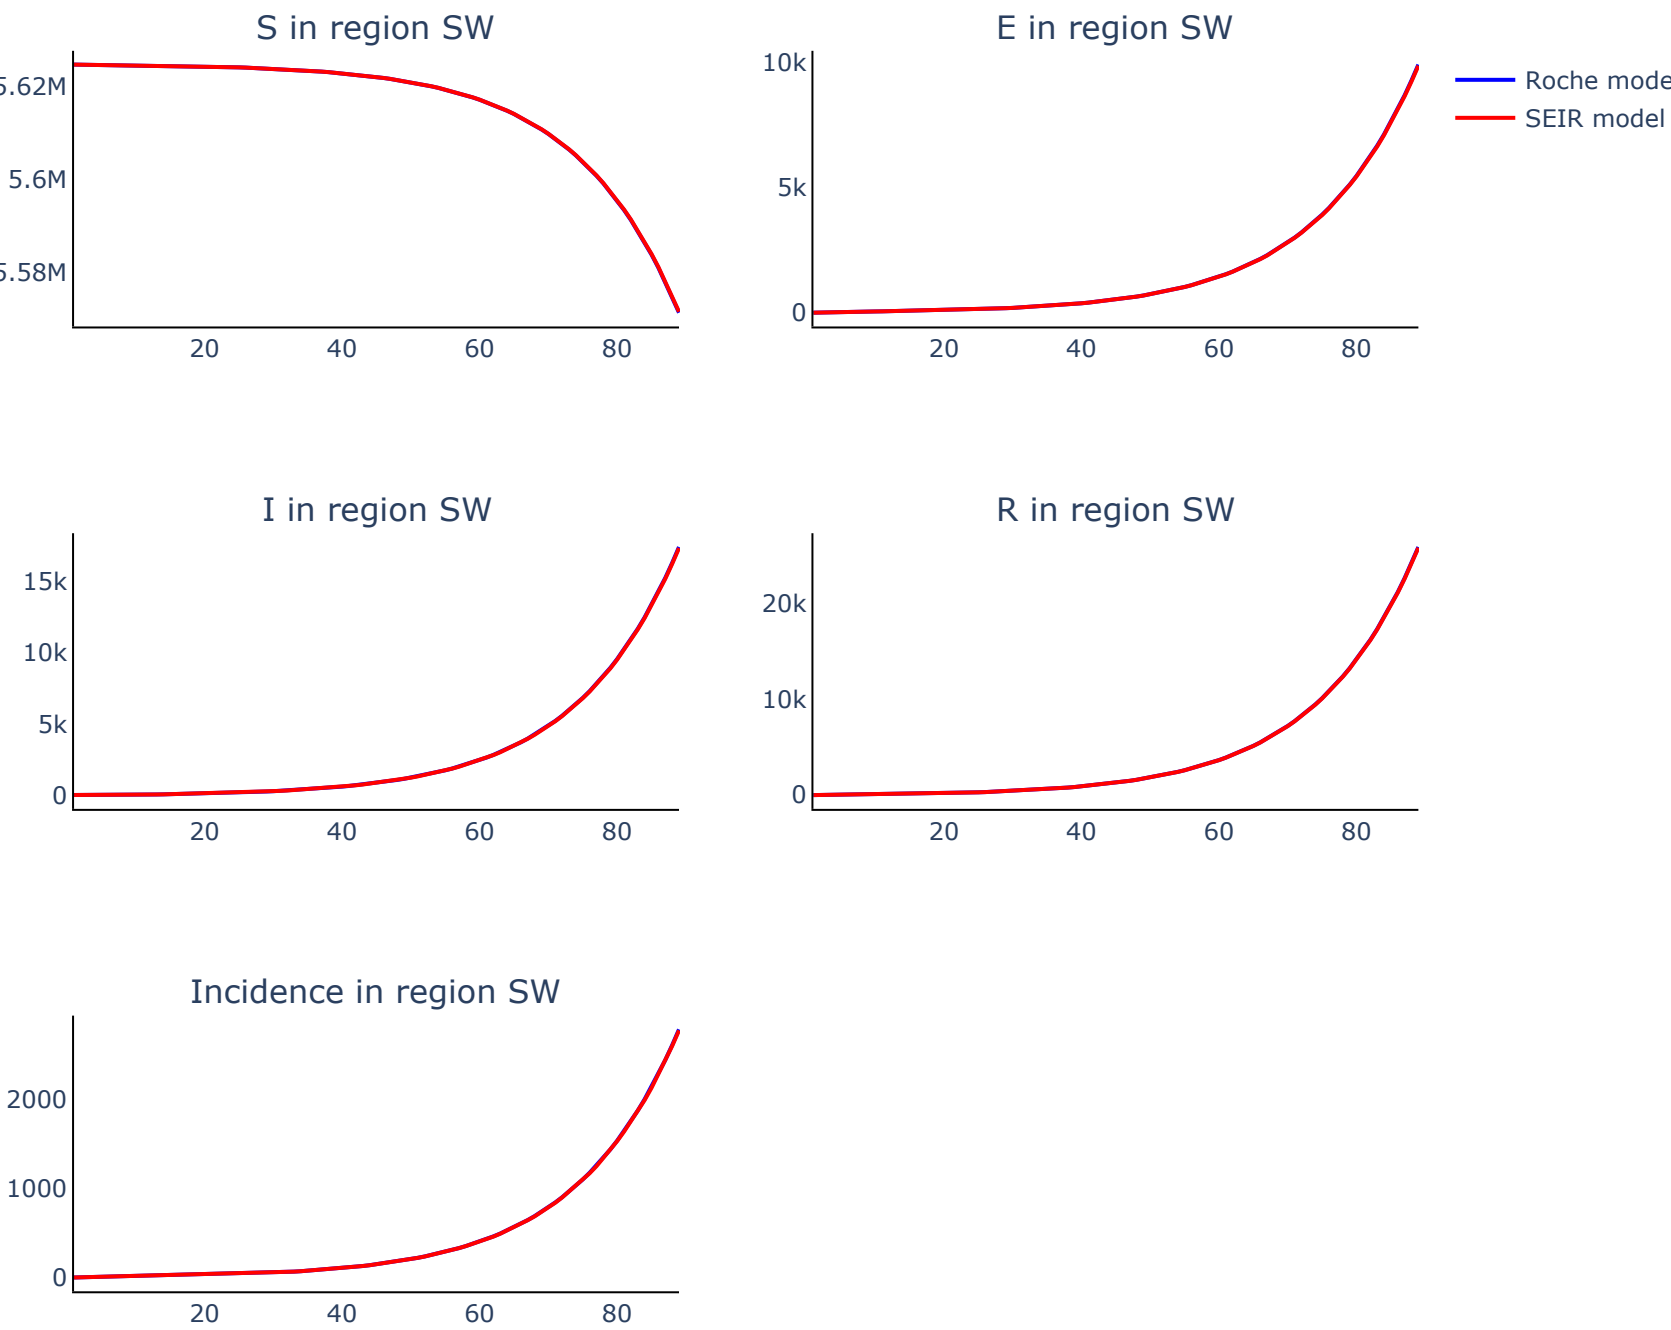 S in region SW
E in region SW
5.62M
5.6M
5.58M
20 40 60 80
10k
5k
0
20 40 60 80
Roche mode
SEIR model
I in region SW
R in region SW
15k
10k
5k
0
20 40 60 80
20k
10k
0
20 40 60 80
Incidence in region SW
2000
1000
0
20 40 60 80